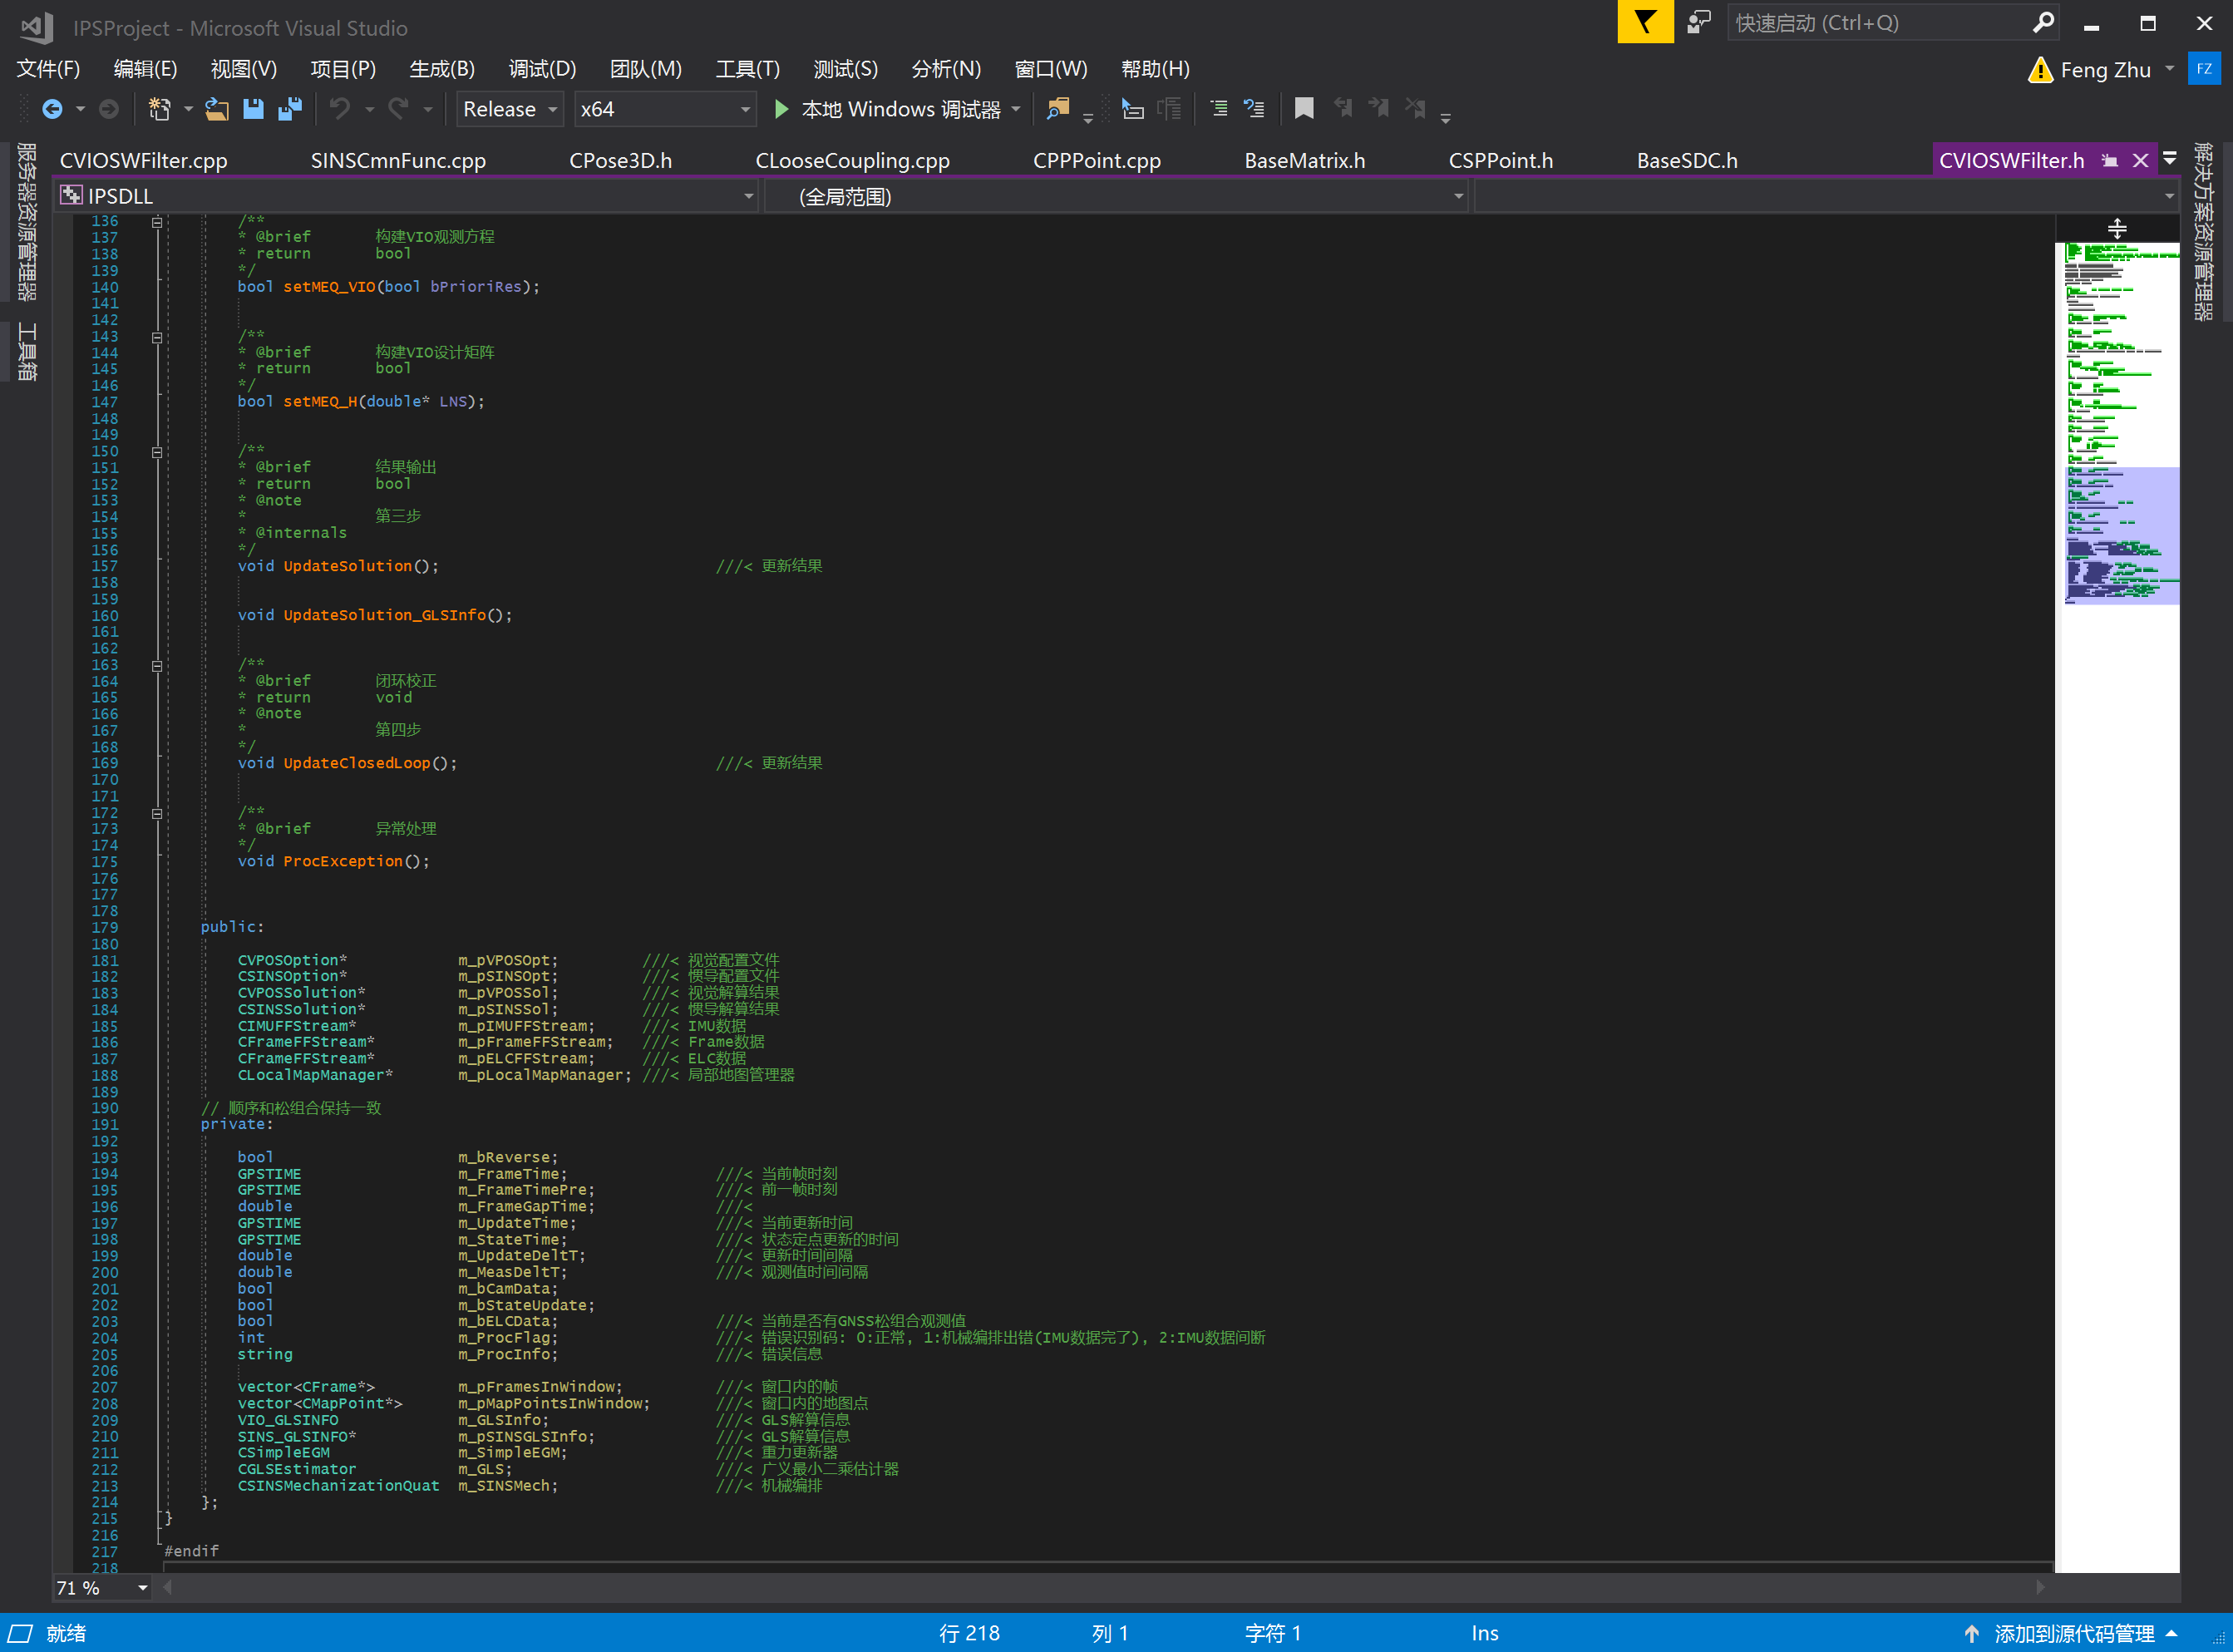 IPSProject - Microsoft Visual Studio
快速启动 (Ctrl+Q)
文件(F) 编辑(E) 视图(V) 项目(P) 生成(B) 调试(D) 团队(M) 工具(T) 测试(S) 分析(N) 窗口(W) 帮助(H)
Feng Zhu
FZ
Release x64 本地 Windows 调试器
服务器资源管理器
工具箱
解决方案资源管理器
CVIOSWFilter.cpp SINSCmnFunc.cpp CPose3D.h CLooseCoupling.cpp CPPPoint.cpp BaseMatrix.h CSPPoint.h BaseSDC.h CVIOSWFilter.h
IPSDLL (全局范围)
136 /**
137 * @brief 构建VIO观测方程
138 * return bool
139 */
140 bool setMEQ_VIO(bool bPrioriRes);
141
142
143 /**
144 * @brief 构建VIO设计矩阵
145 * return bool
146 */
147 bool setMEQ_H(double* LNS);
148
149
150 /**
151 * @brief 结果输出
152 * return bool
153 * @note
154 * 第三步
155 * @internals
156 */
157 void UpdateSolution(); ///< 更新结果
158
159
160 void UpdateSolution_GLSInfo();
161
162
163 /**
164 * @brief 闭环校正
165 * return void
166 * @note
167 * 第四步
168 */
169 void UpdateClosedLoop(); ///< 更新结果
170
171
172 /**
173 * @brief 异常处理
174 */
175 void ProcException();
176
177
178
179 public:
180
181 CVPOSOption* m_pVPOSOpt; ///< 视觉配置文件
182 CSINSOption* m_pSINSOpt; ///< 惯导配置文件
183 CVPOSSolution* m_pVPOSSol; ///< 视觉解算结果
184 CSINSSolution* m_pSINSSol; ///< 惯导解算结果
185 CIMUFFStream* m_pIMUFFStream; ///< IMU数据
186 CFrameFFStream* m_pFrameFFStream; ///< Frame数据
187 CFrameFFStream* m_pELCFFStream; ///< ELC数据
188 CLocalMapManager* m_pLocalMapManager; ///< 局部地图管理器
189
190 // 顺序和松组合保持一致
191 private:
192
193 bool m_bReverse;
194 GPSTIME m_FrameTime; ///< 当前帧时刻
195 GPSTIME m_FrameTimePre; ///< 前一帧时刻
196 double m_FrameGapTime; ///<
197 GPSTIME m_UpdateTime; ///< 当前更新时间
198 GPSTIME m_StateTime; ///< 状态定点更新的时间
199 double m_UpdateDeltT; ///< 更新时间间隔
200 double m_MeasDeltT; ///< 观测值时间间隔
201 bool m_bCamData;
202 bool m_bStateUpdate;
203 bool m_bELCData; ///< 当前是否有GNSS松组合观测值
204 int m_ProcFlag; ///< 错误识别码: 0:正常, 1:机械编排出错(IMU数据完了), 2:IMU数据间断
205 string m_ProcInfo; ///< 错误信息
206
207 vector<CFrame*> m_pFramesInWindow; ///< 窗口内的帧
208 vector<CMapPoint*> m_pMapPointsInWindow; ///< 窗口内的地图点
209 VIO_GLSINFO m_GLSInfo; ///< GLS解算信息
210 SINS_GLSINFO* m_pSINSGLSInfo; ///< GLS解算信息
211 CSimpleEGM m_SimpleEGM; ///< 重力更新器
212 CGLSEstimator m_GLS; ///< 广义最小二乘估计器
213 CSINSMechanizationQuat m_SINSMech; ///< 机械编排
214 };
215 }
216
217 #endif
218
71 %
就绪 行 218 列 1 字符 1 Ins 添加到源代码管理